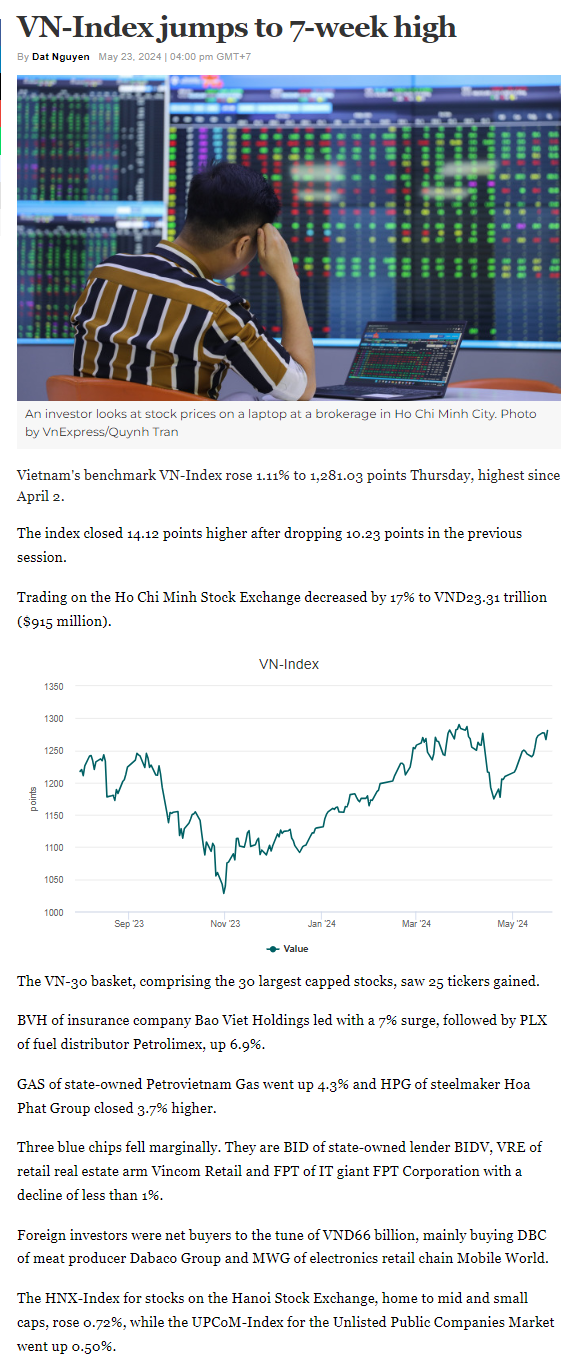 VN-Index jumps to 7-week high
By Dat Nguyen May 23, 2024 | 04:00 pm GMT+7
An investor looks at stock prices on a laptop at a brokerage in Ho Chi Minh City. Photo
by VnExpress/Quynh Tran
Vietnam's benchmark VN-Index rose 1.11% to 1,281.03 points Thursday, highest since
April 2.
The index closed 14.12 points higher after dropping 10.23 points in the previous
session.
Trading on the Ho Chi Minh Stock Exchange decreased by 17% to VND23.31 trillion
($915 million).
VN-Index
1350
1300
1250
1200
1150
1100
1050
1000
points
Sep '23 Nov '23 Jan '24 Mar '24 May '24
Value
The VN-30 basket, comprising the 30 largest capped stocks, saw 25 tickers gained.
BVH of insurance company Bao Viet Holdings led with a 7% surge, followed by PLX
of fuel distributor Petrolimex, up 6.9%.
GAS of state-owned Petrovietnam Gas went up 4.3% and HPG of steelmaker Hoa
Phat Group closed 3.7% higher.
Three blue chips fell marginally. They are BID of state-owned lender BIDV, VRE of
retail real estate arm Vincom Retail and FPT of IT giant FPT Corporation with a
decline of less than 1%.
Foreign investors were net buyers to the tune of VND66 billion, mainly buying DBC
of meat producer Dabaco Group and MWG of electronics retail chain Mobile World.
The HNX-Index for stocks on the Hanoi Stock Exchange, home to mid and small
caps, rose 0.72%, while the UPCoM-Index for the Unlisted Public Companies Market
went up 0.50%.